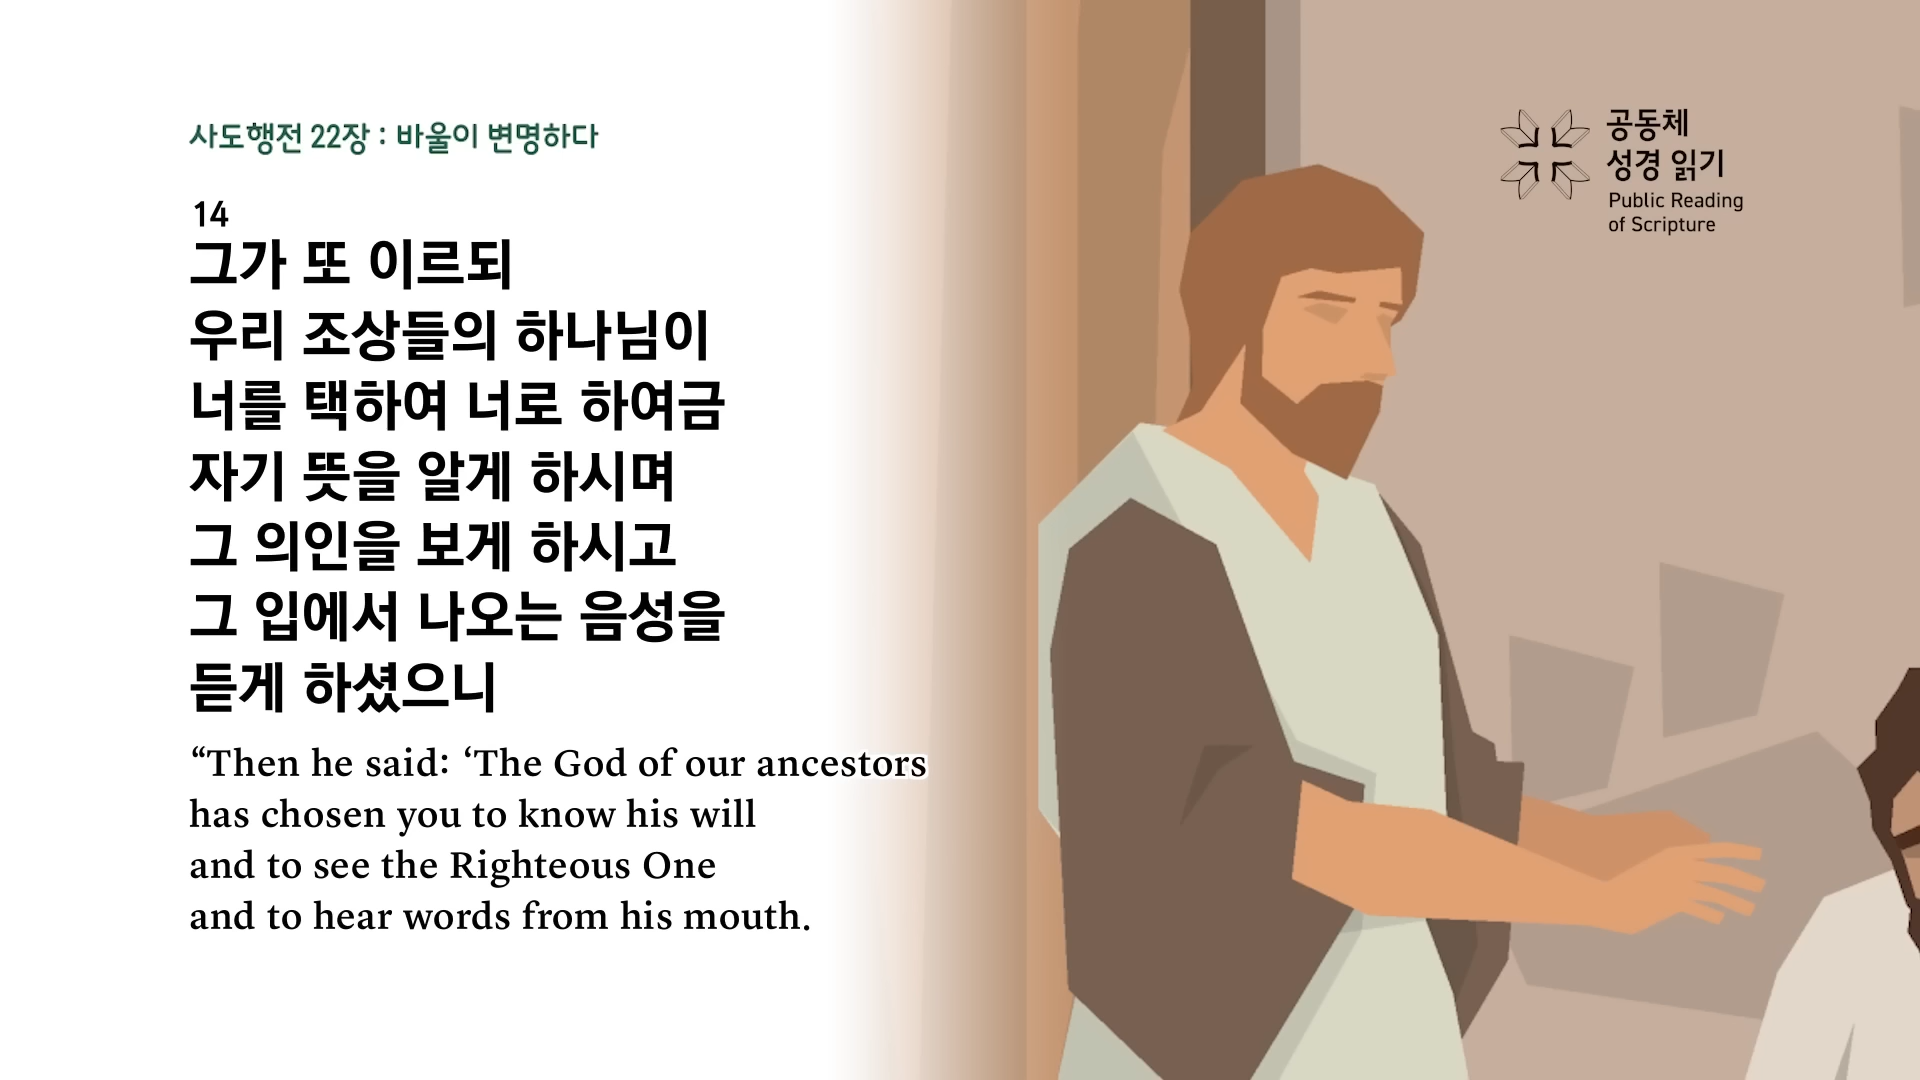 사도행전 22장 : 바울이 변명하다
14
그가 또 이르되
우리 조상들의 하나님이
너를 택하여 너로 하여금
자기 뜻을 알게 하시며
그 의인을 보게 하시고
그 입에서 나오는 음성을
듣게 하셨으니
“Then he said: ‘The God of our ancestors
has chosen you to know his will
and to see the Righteous One
and to hear words from his mouth.
공동체
성경 읽기
Public Reading
of Scripture